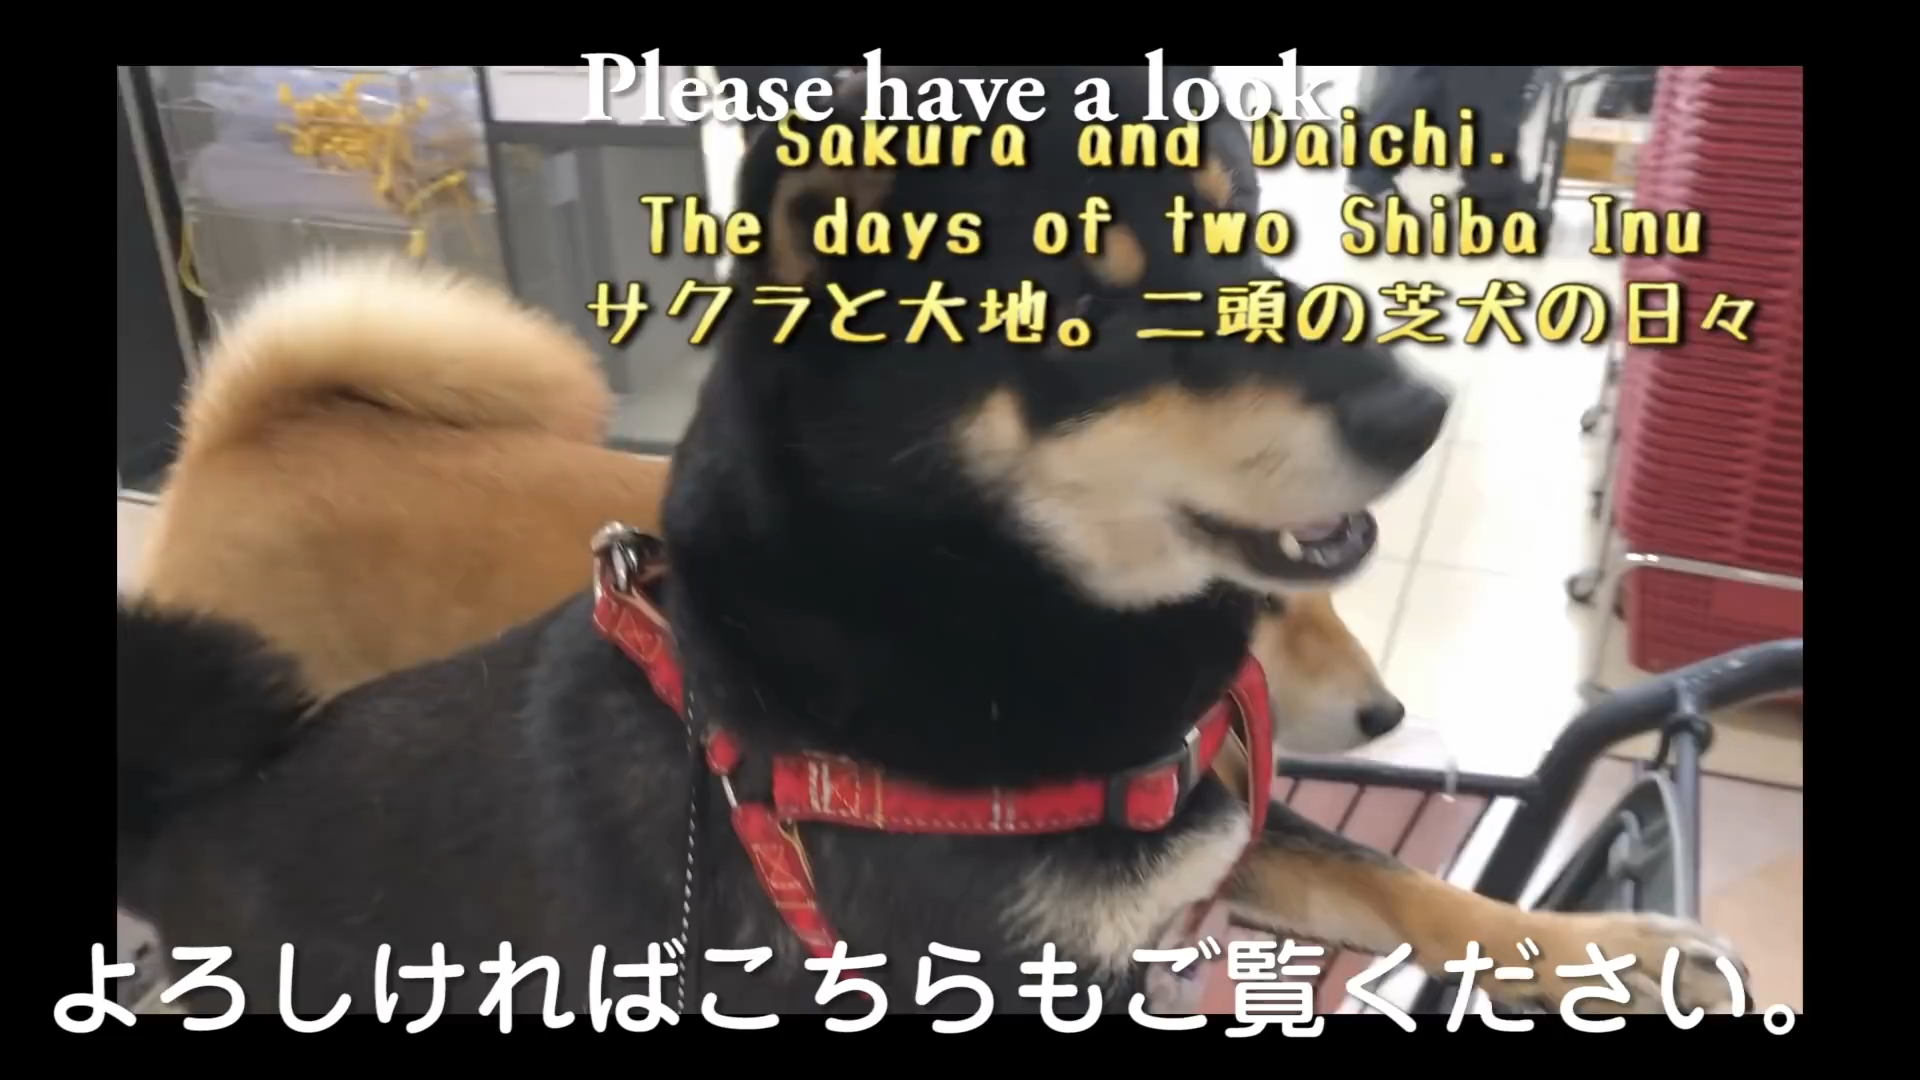 Please have a look
Sakura and Daichi.
The days of two Shiba Inu
サクラと大地。二頭の芝犬の日々
よろしければこちらもご覧ください。